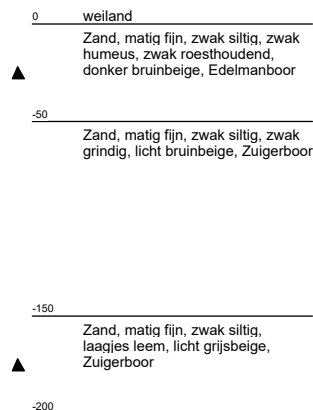 0 weiland
Zand, matig fijn, zwak siltig, zwak
humeus, zwak roesthoudend,
donker bruinbeige, Edelmanboor
-50
Zand, matig fijn, zwak siltig, zwak
grindig, licht bruinbeige, Zuigerboor
-150
Zand, matig fijn, zwak siltig,
laagjes leem, licht grijsbeige,
Zuigerboor
-200